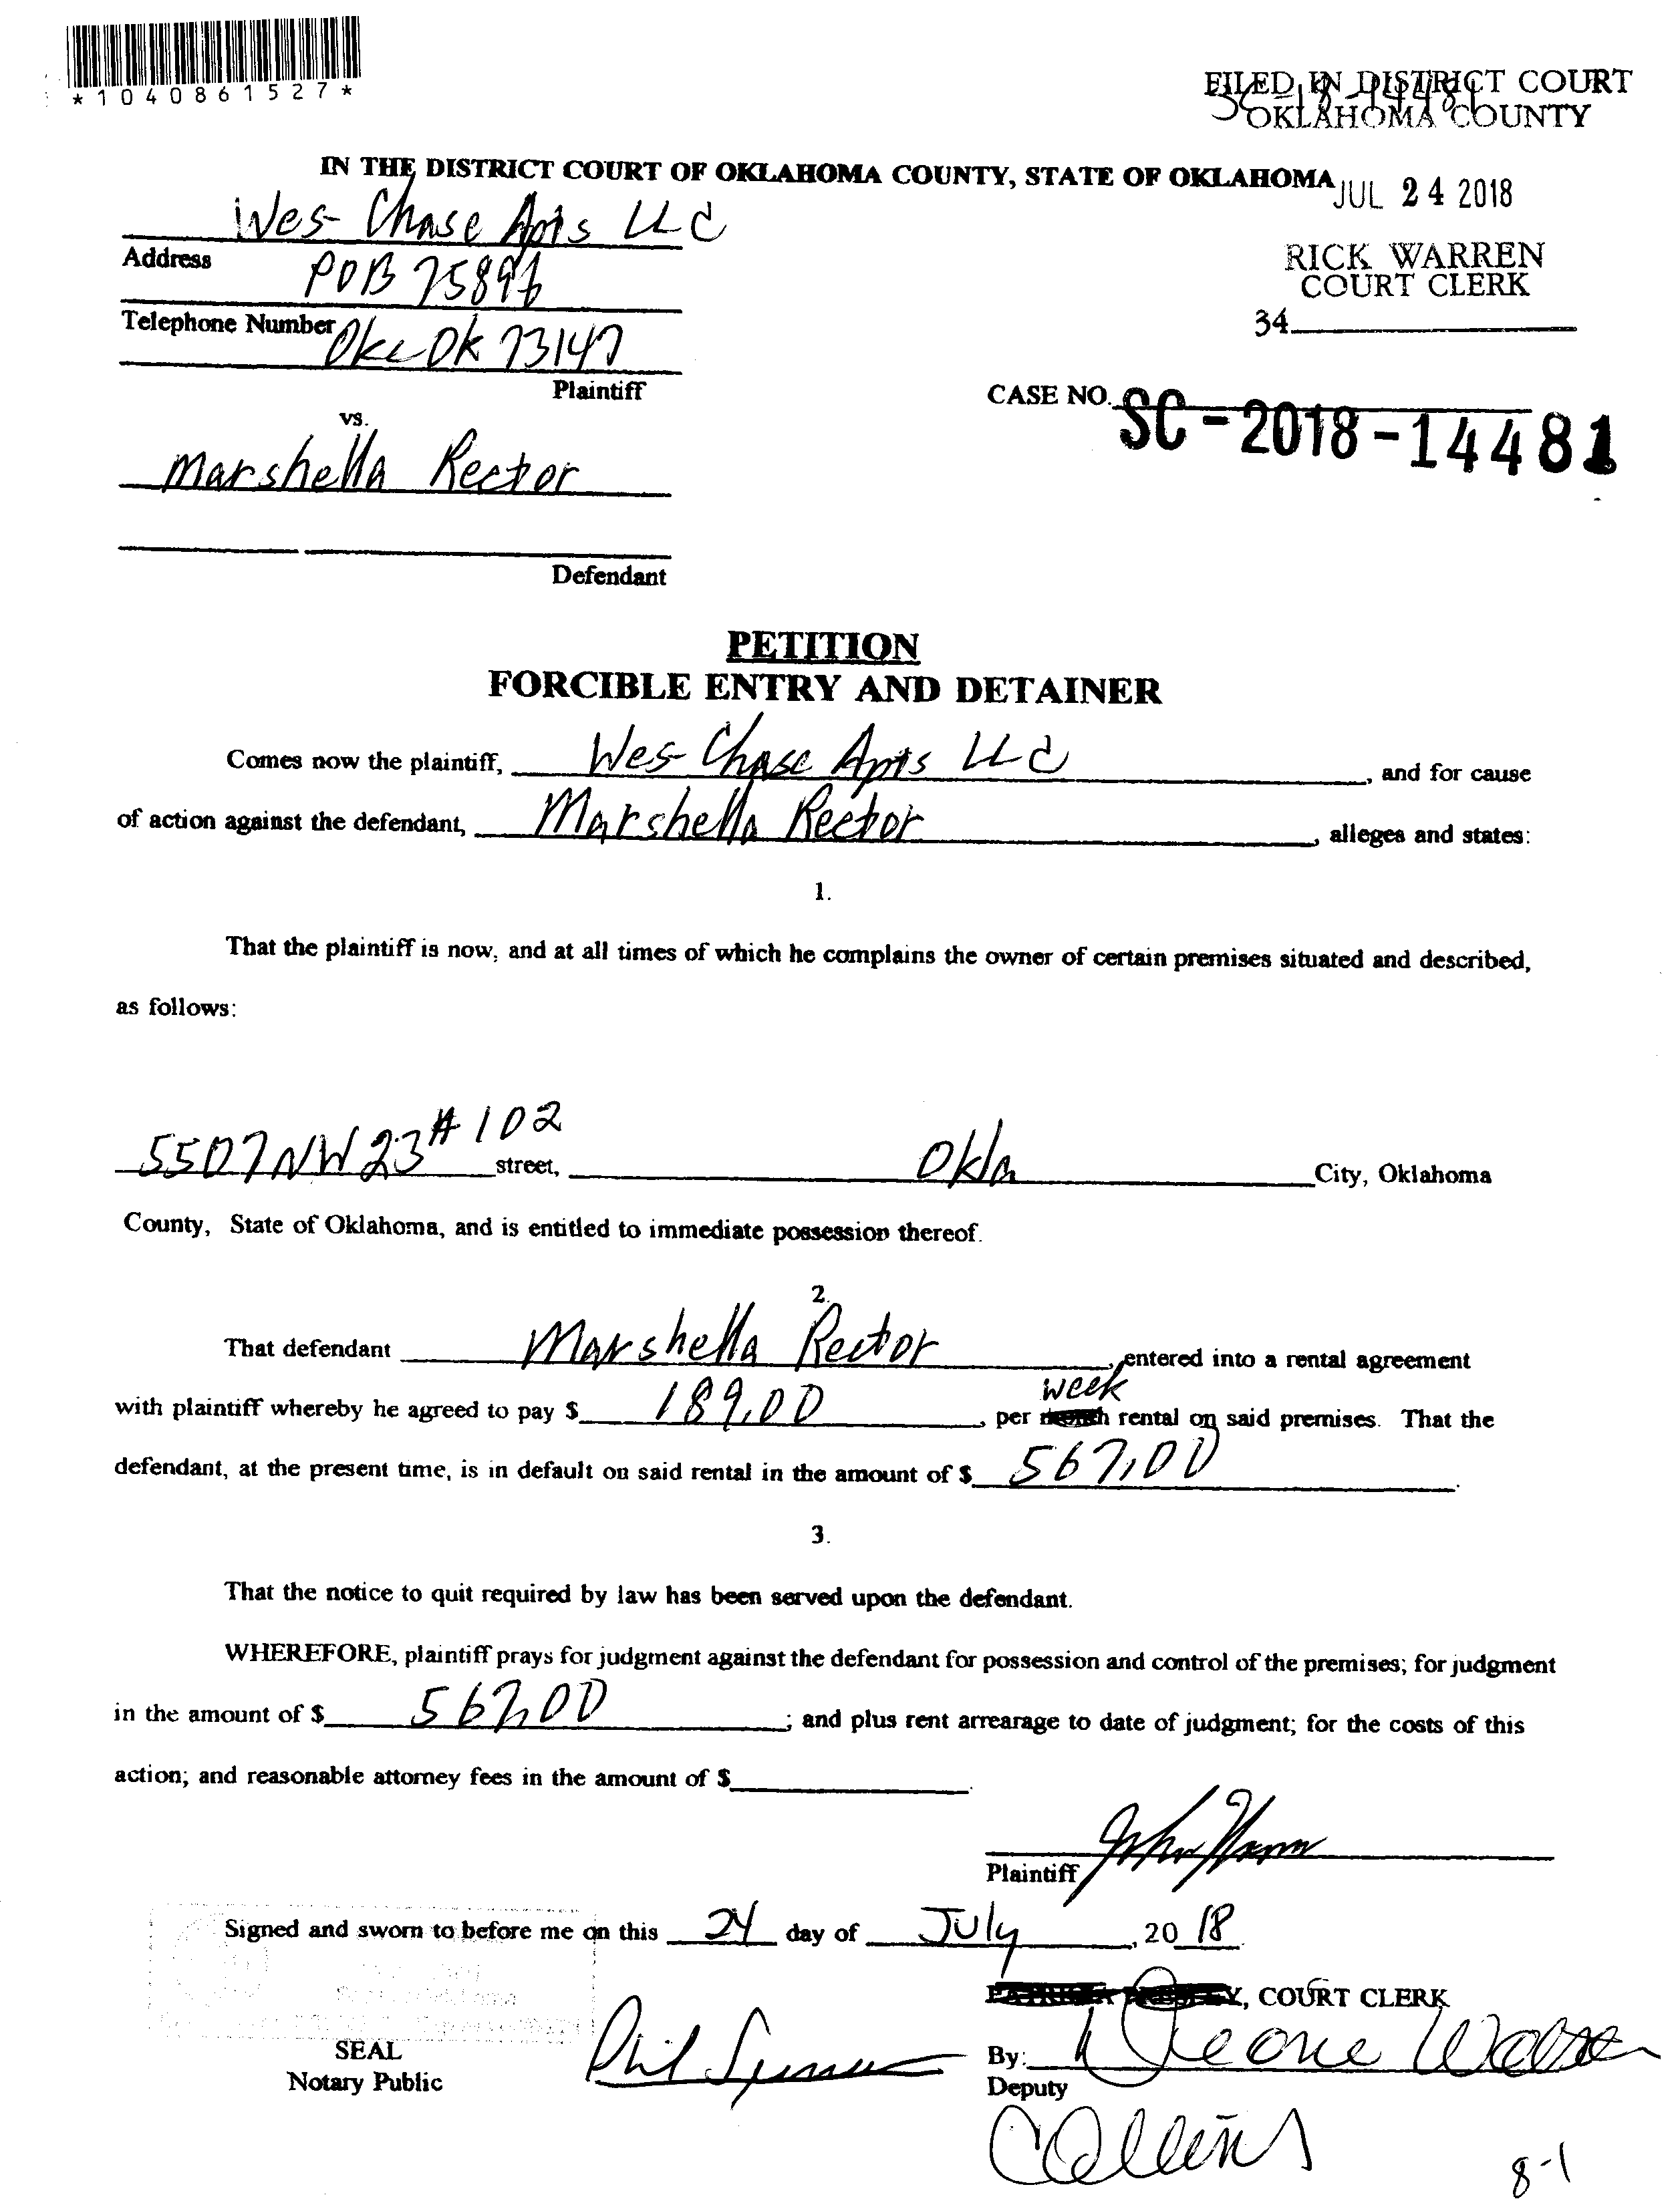 *1040861527*
FILED IN DISTRICT COURT
OKLAHOMA COUNTY
SC-18-14481
IN THE DISTRICT COURT OF OKLAHOMA COUNTY, STATE OF OKLAHOMA
JUL 24 2018
Wes-Chase Apts LLC
Address
POB 75896
RICK WARREN
COURT CLERK
Telephone Number
34
Okc OK 73147
Plaintiff
CASE NO. SC-2018-14481
vs.
Marshella Rector
Defendant
PETITION
FORCIBLE ENTRY AND DETAINER
Comes now the plaintiff, Wes-Chase Apts LLC, and for cause
of action against the defendant, Marshella Rector, alleges and states:
1.
That the plaintiff is now, and at all times of which he complains the owner of certain premises situated and described,
as follows:
5507 NW 23 # 102 street, Okla City, Oklahoma
County, State of Oklahoma, and is entitled to immediate possession thereof.
2.
That defendant Marshella Rector, entered into a rental agreement
week
with plaintiff whereby he agreed to pay $ 189.00, per month rental on said premises. That the
defendant, at the present time, is in default on said rental in the amount of $ 567.00.
3.
That the notice to quit required by law has been served upon the defendant.
WHEREFORE, plaintiff prays for judgment against the defendant for possession and control of the premises; for judgment
in the amount of $ 567.00; and plus rent arrearage to date of judgment; for the costs of this
action; and reasonable attorney fees in the amount of $
Plaintiff John
Signed and sworn to before me on this 24 day of July, 20 18.
, COURT CLERK
SEAL
Notary Public
Phil
By:
Deputy
Collins
8-1